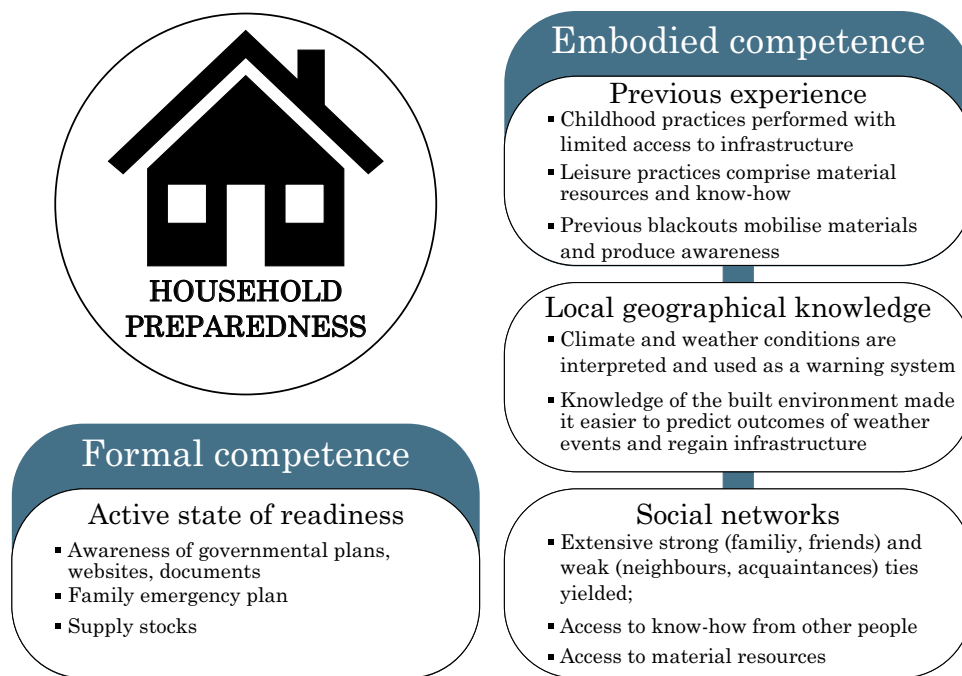 HOUSEHOLD
PREPAREDNESS
Formal competence
Active state of readiness
▪ Awareness of governmental plans,
websites, documents
▪ Family emergency plan
▪ Supply stocks
Embodied competence
Previous experience
▪ Childhood practices performed with
limited access to infrastructure
▪ Leisure practices comprise material
resources and know-how
▪ Previous blackouts mobilise materials
and produce awareness
Local geographical knowledge
▪ Climate and weather conditions are
interpreted and used as a warning system
▪ Knowledge of the built environment made
it easier to predict outcomes of weather
events and regain infrastructure
Social networks
▪ Extensive strong (familiy, friends) and
weak (neighbours, acquaintances) ties
yielded;
▪ Access to know-how from other people
▪ Access to material resources